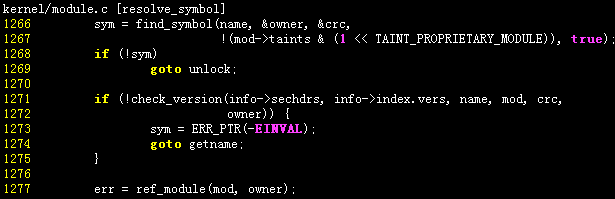 kernel/module.c [resolve_symbol]
1266 sym = find_symbol(name, &owner, &crc,
1267 !(mod->taints & (1 << TAINT_PROPRIETARY_MODULE)), true);
1268 if (!sym)
1269 goto unlock;
1270
1271 if (!check_version(info->sechdrs, info->index.vers, name, mod, crc,
1272 owner)) {
1273 sym = ERR_PTR(-EINVAL);
1274 goto getname;
1275 }
1276
1277 err = ref_module(mod, owner);